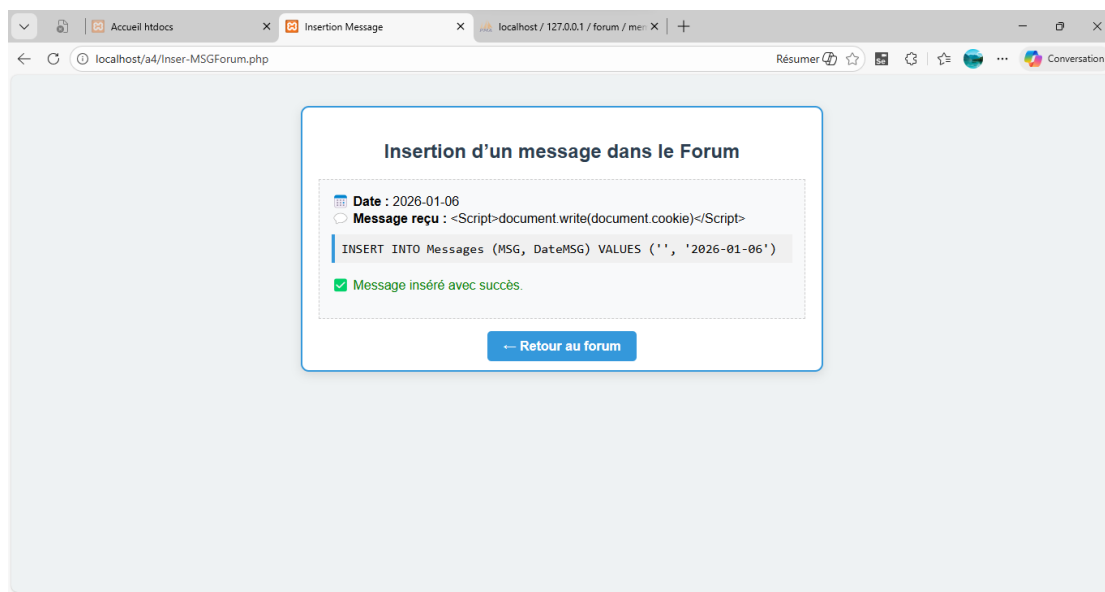 Accueil htdocs
Insertion Message
localhost / 127.0.0.1 / forum / mer
localhost/a4/Inser-MSGForum.php
Résumer
Se
Conversation
Insertion d’un message dans le Forum
Date : 2026-01-06
Message reçu : <Script>document.write(document.cookie)</Script>
INSERT INTO Messages (MSG, DateMSG) VALUES ('', '2026-01-06')
Message inséré avec succès.
← Retour au forum